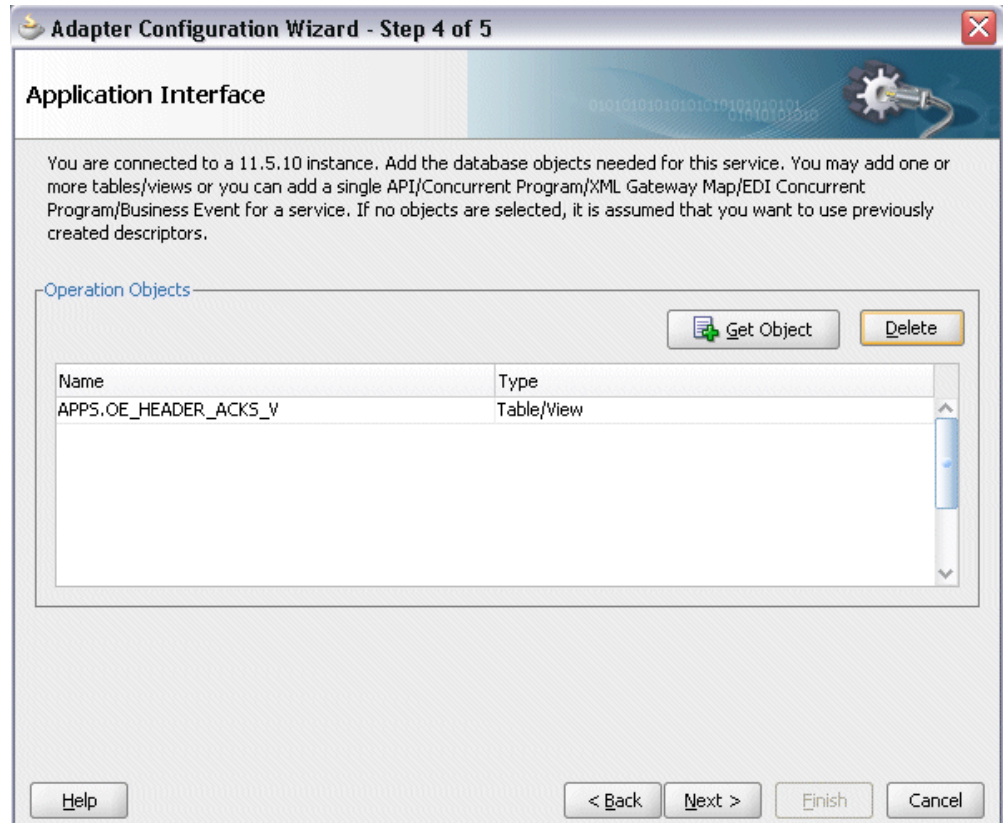 Adapter Configuration Wizard - Step 4 of 5
Application Interface
You are connected to a 11.5.10 instance. Add the database objects needed for this service. You may add one or
more tables/views or you can add a single API/Concurrent Program/XML Gateway Map/EDI Concurrent
Program/Business Event for a service. If no objects are selected, it is assumed that you want to use previously
created descriptors.
Operation Objects
Get Object
Delete
Name Type
APPS.OE_HEADER_ACKS_V Table/View
Help
< Back
Next >
Finish
Cancel